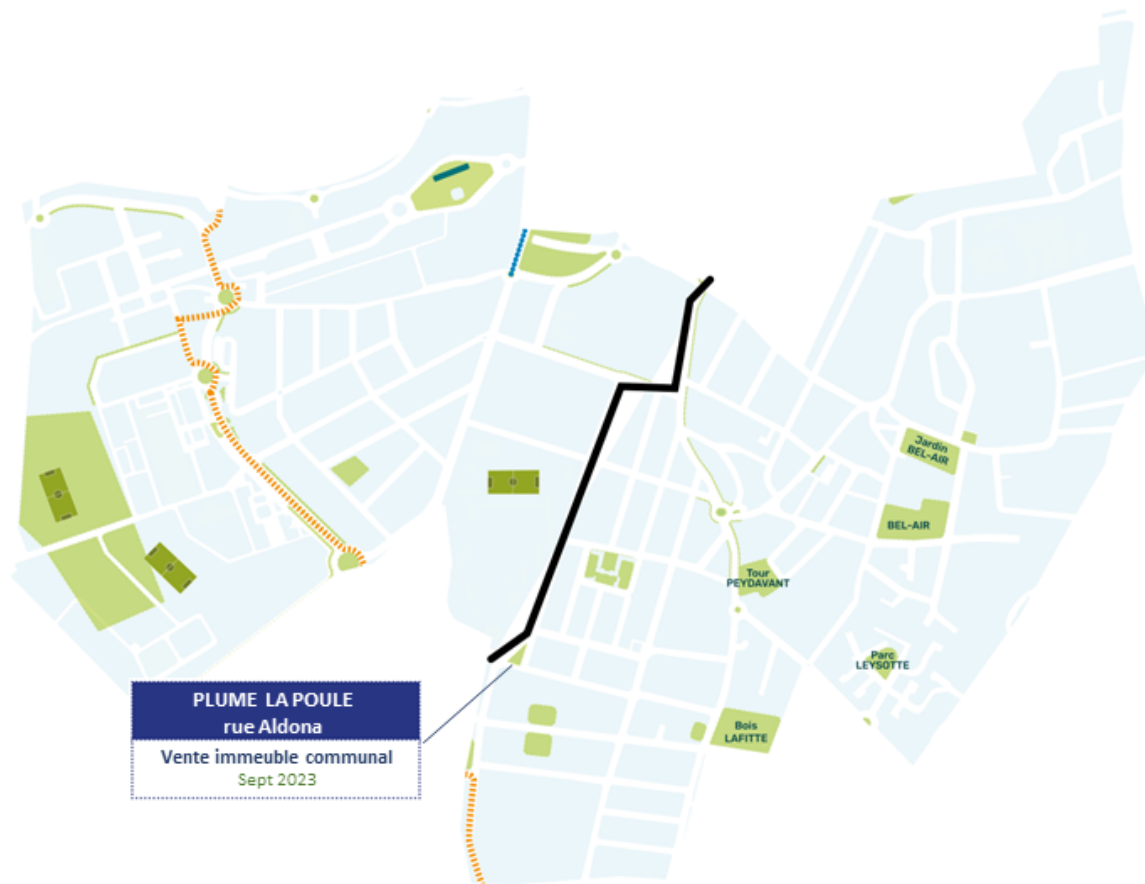 Jardin
BEL-AIR
BEL-AIR
Tour
PEYDAVANT
Parc
LEYSOTTE
PLUME LA POULE
rue Aldona
Vente immeuble communal
Sept 2023
Bois
LAFITTE